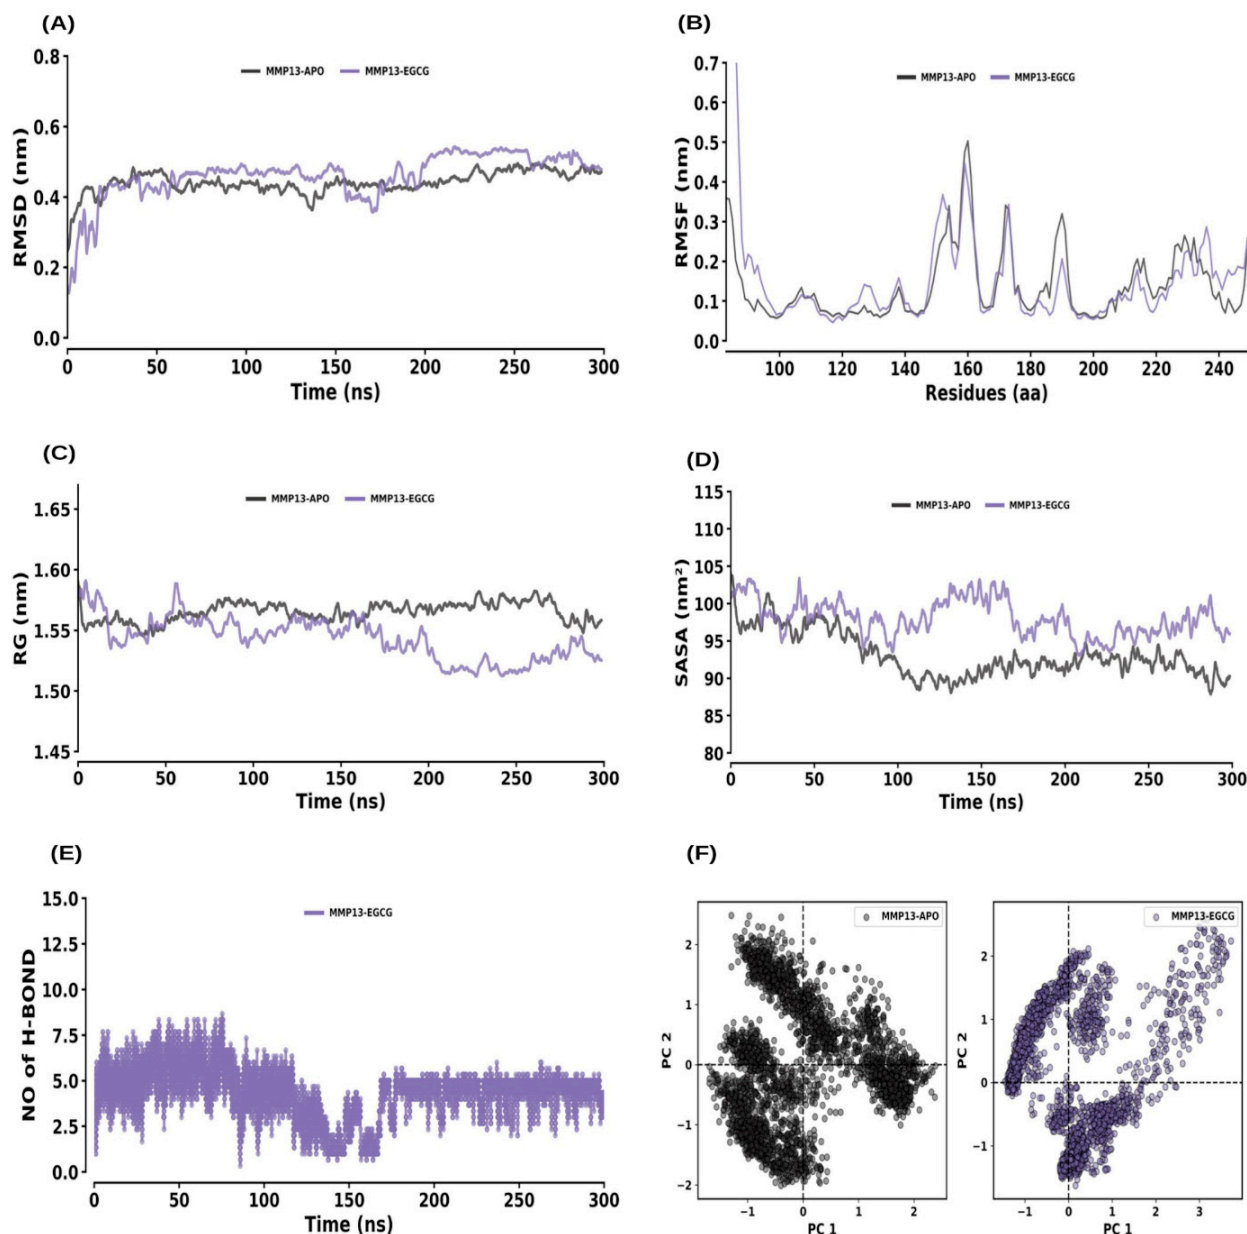 (A)
MMP13-APO MMP13-EGCG
0.8
0.6
0.4
0.2
0.0
RMSD (nm)
0 50 100 150 200 250 300
Time (ns)
(B)
MMP13-APO MMP13-EGCG
0.7
0.6
0.5
0.4
0.3
0.2
0.1
0.0
RMSF (nm)
100 120 140 160 180 200 220 240
Residues (aa)
(C)
MMP13-APO MMP13-EGCG
1.65
1.60
1.55
1.50
1.45
RG (nm)
0 50 100 150 200 250 300
Time (ns)
(D)
MMP13-APO MMP13-EGCG
115
110
105
100
95
90
85
80
SASA (nm²)
0 50 100 150 200 250 300
Time (ns)
(E)
MMP13-EGCG
15.0
12.5
10.0
7.5
5.0
2.5
0.0
NO of H-BOND
0 50 100 150 200 250 300
Time (ns)
(F)
MMP13-APO
2
1
0
−1
−2
PC 2
−1 0 1 2
PC 1
MMP13-EGCG
2
1
0
−1
PC 2
−1 0 1 2 3
PC 1